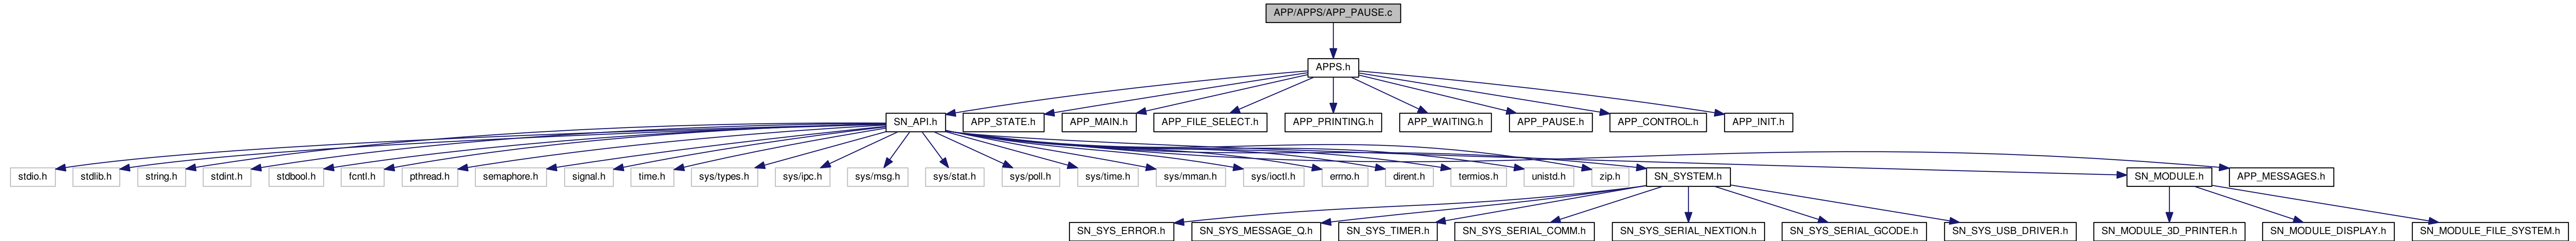 APP/APPS/APP_PAUSE.c
APPS.h
SN_API.h
APP_STATE.h
APP_MAIN.h
APP_FILE_SELECT.h
APP_PRINTING.h
APP_WAITING.h
APP_PAUSE.h
APP_CONTROL.h
APP_INIT.h
stdio.h
stdlib.h
string.h
stdint.h
stdbool.h
fcntl.h
pthread.h
semaphore.h
signal.h
time.h
sys/types.h
sys/ipc.h
sys/msg.h
sys/stat.h
sys/poll.h
sys/time.h
sys/mman.h
sys/ioctl.h
errno.h
dirent.h
termios.h
unistd.h
zip.h
SN_SYSTEM.h
SN_MODULE.h
APP_MESSAGES.h
SN_SYS_ERROR.h
SN_SYS_MESSAGE_Q.h
SN_SYS_TIMER.h
SN_SYS_SERIAL_COMM.h
SN_SYS_SERIAL_NEXTION.h
SN_SYS_SERIAL_GCODE.h
SN_SYS_USB_DRIVER.h
SN_MODULE_3D_PRINTER.h
SN_MODULE_DISPLAY.h
SN_MODULE_FILE_SYSTEM.h